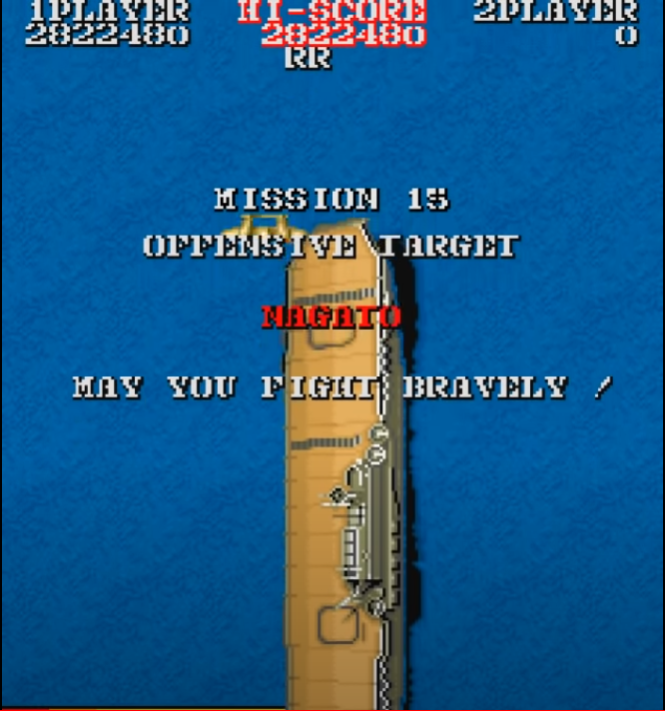 1PLAYER HI-SCORE 2PLAYER
2822480 2822480 0
RR
MISSION 15
OFFENSIVE TARGET
NAGATO
MAY YOU FIGHT BRAVELY !